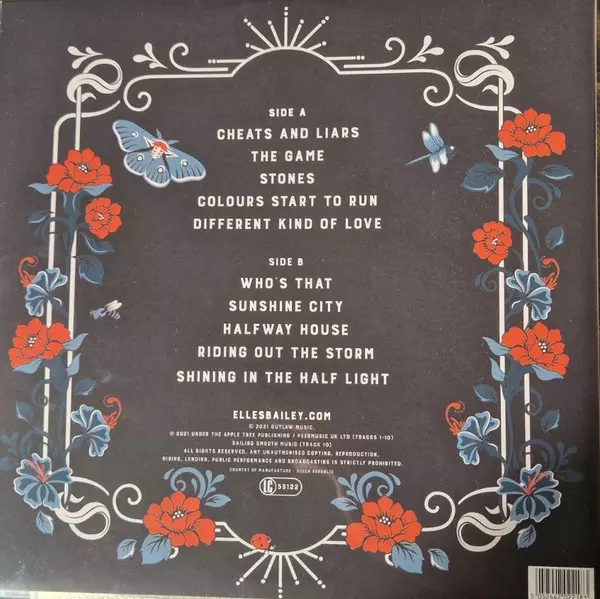 SIDE A
CHEATS AND LIARS
THE GAME
STONES
COLOURS START TO RUN
DIFFERENT KIND OF LOVE
SIDE B
WHO'S THAT
SUNSHINE CITY
HALFWAY HOUSE
RIDING OUT THE STORM
SHINING IN THE HALF LIGHT
ELLESBAILEY.COM
℗ 2021 OUTLAW MUSIC.
© 2021 UNDER THE APPLE TREE PUBLISHING / PEERMUSIC UK LTD (TRACKS 1-10)
SAILING SMOOTH MUSIC (TRACK 10)
ALL RIGHTS RESERVED. ANY UNAUTHORISED COPYING, REPRODUCTION,
HIRING, LENDING, PUBLIC PERFORMANCE AND BROADCASTING IS STRICTLY PROHIBITED.
COUNTRY OF MANUFACTURE - CZECH REPUBLIC
LC 55122